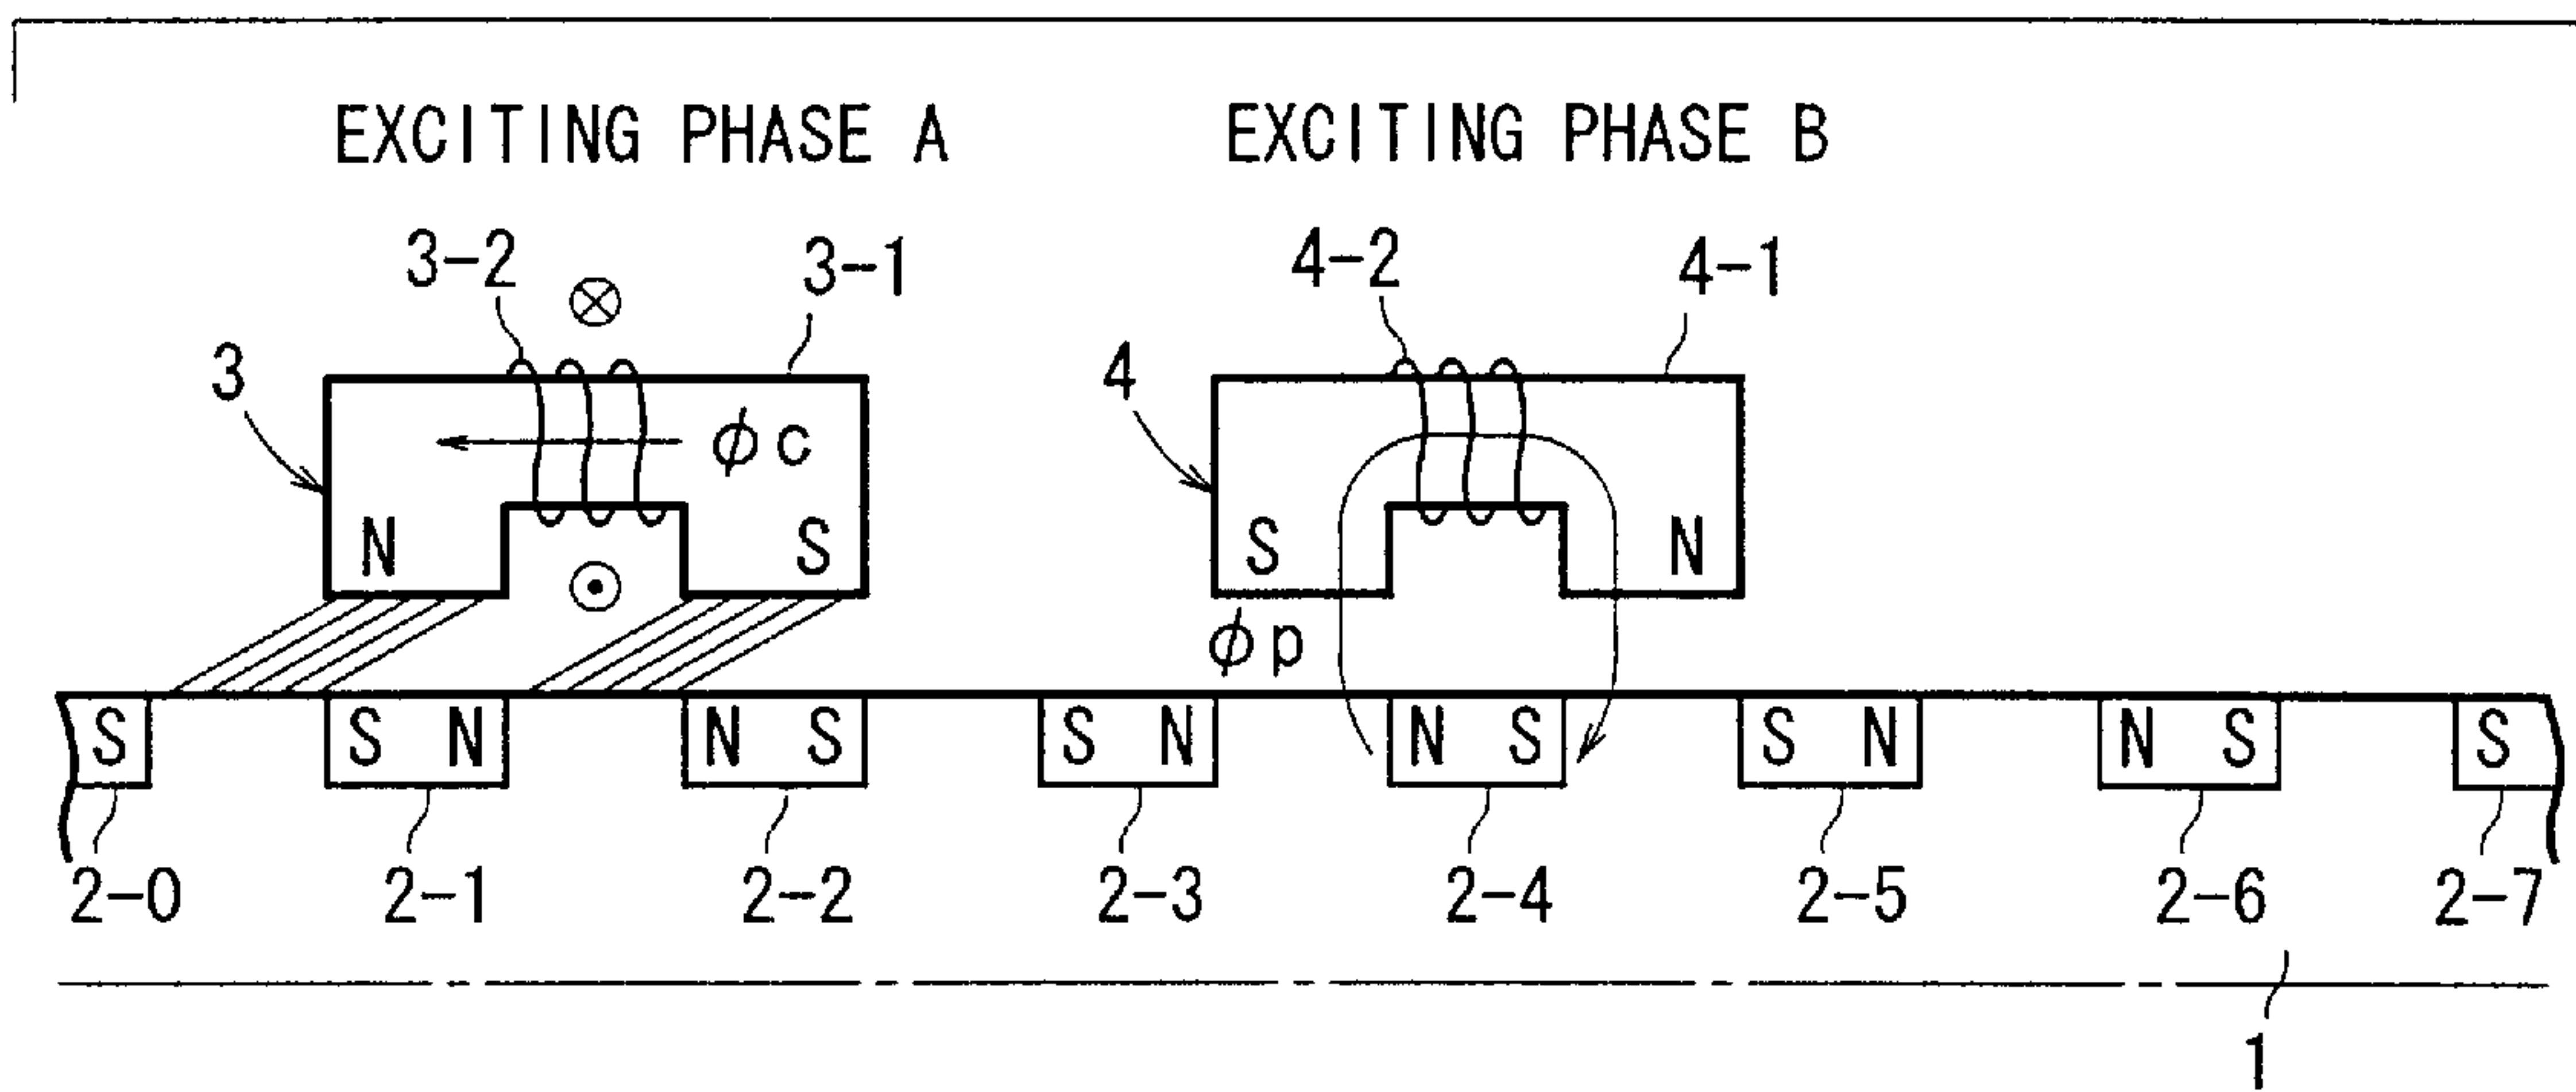 EXCITING PHASE A EXCITING PHASE B
3-2 3-1 4-2 4-1
3 4
φc
N S S N
φp
S S N N S S N N S S N N S S
2-0 2-1 2-2 2-3 2-4 2-5 2-6 2-7
1